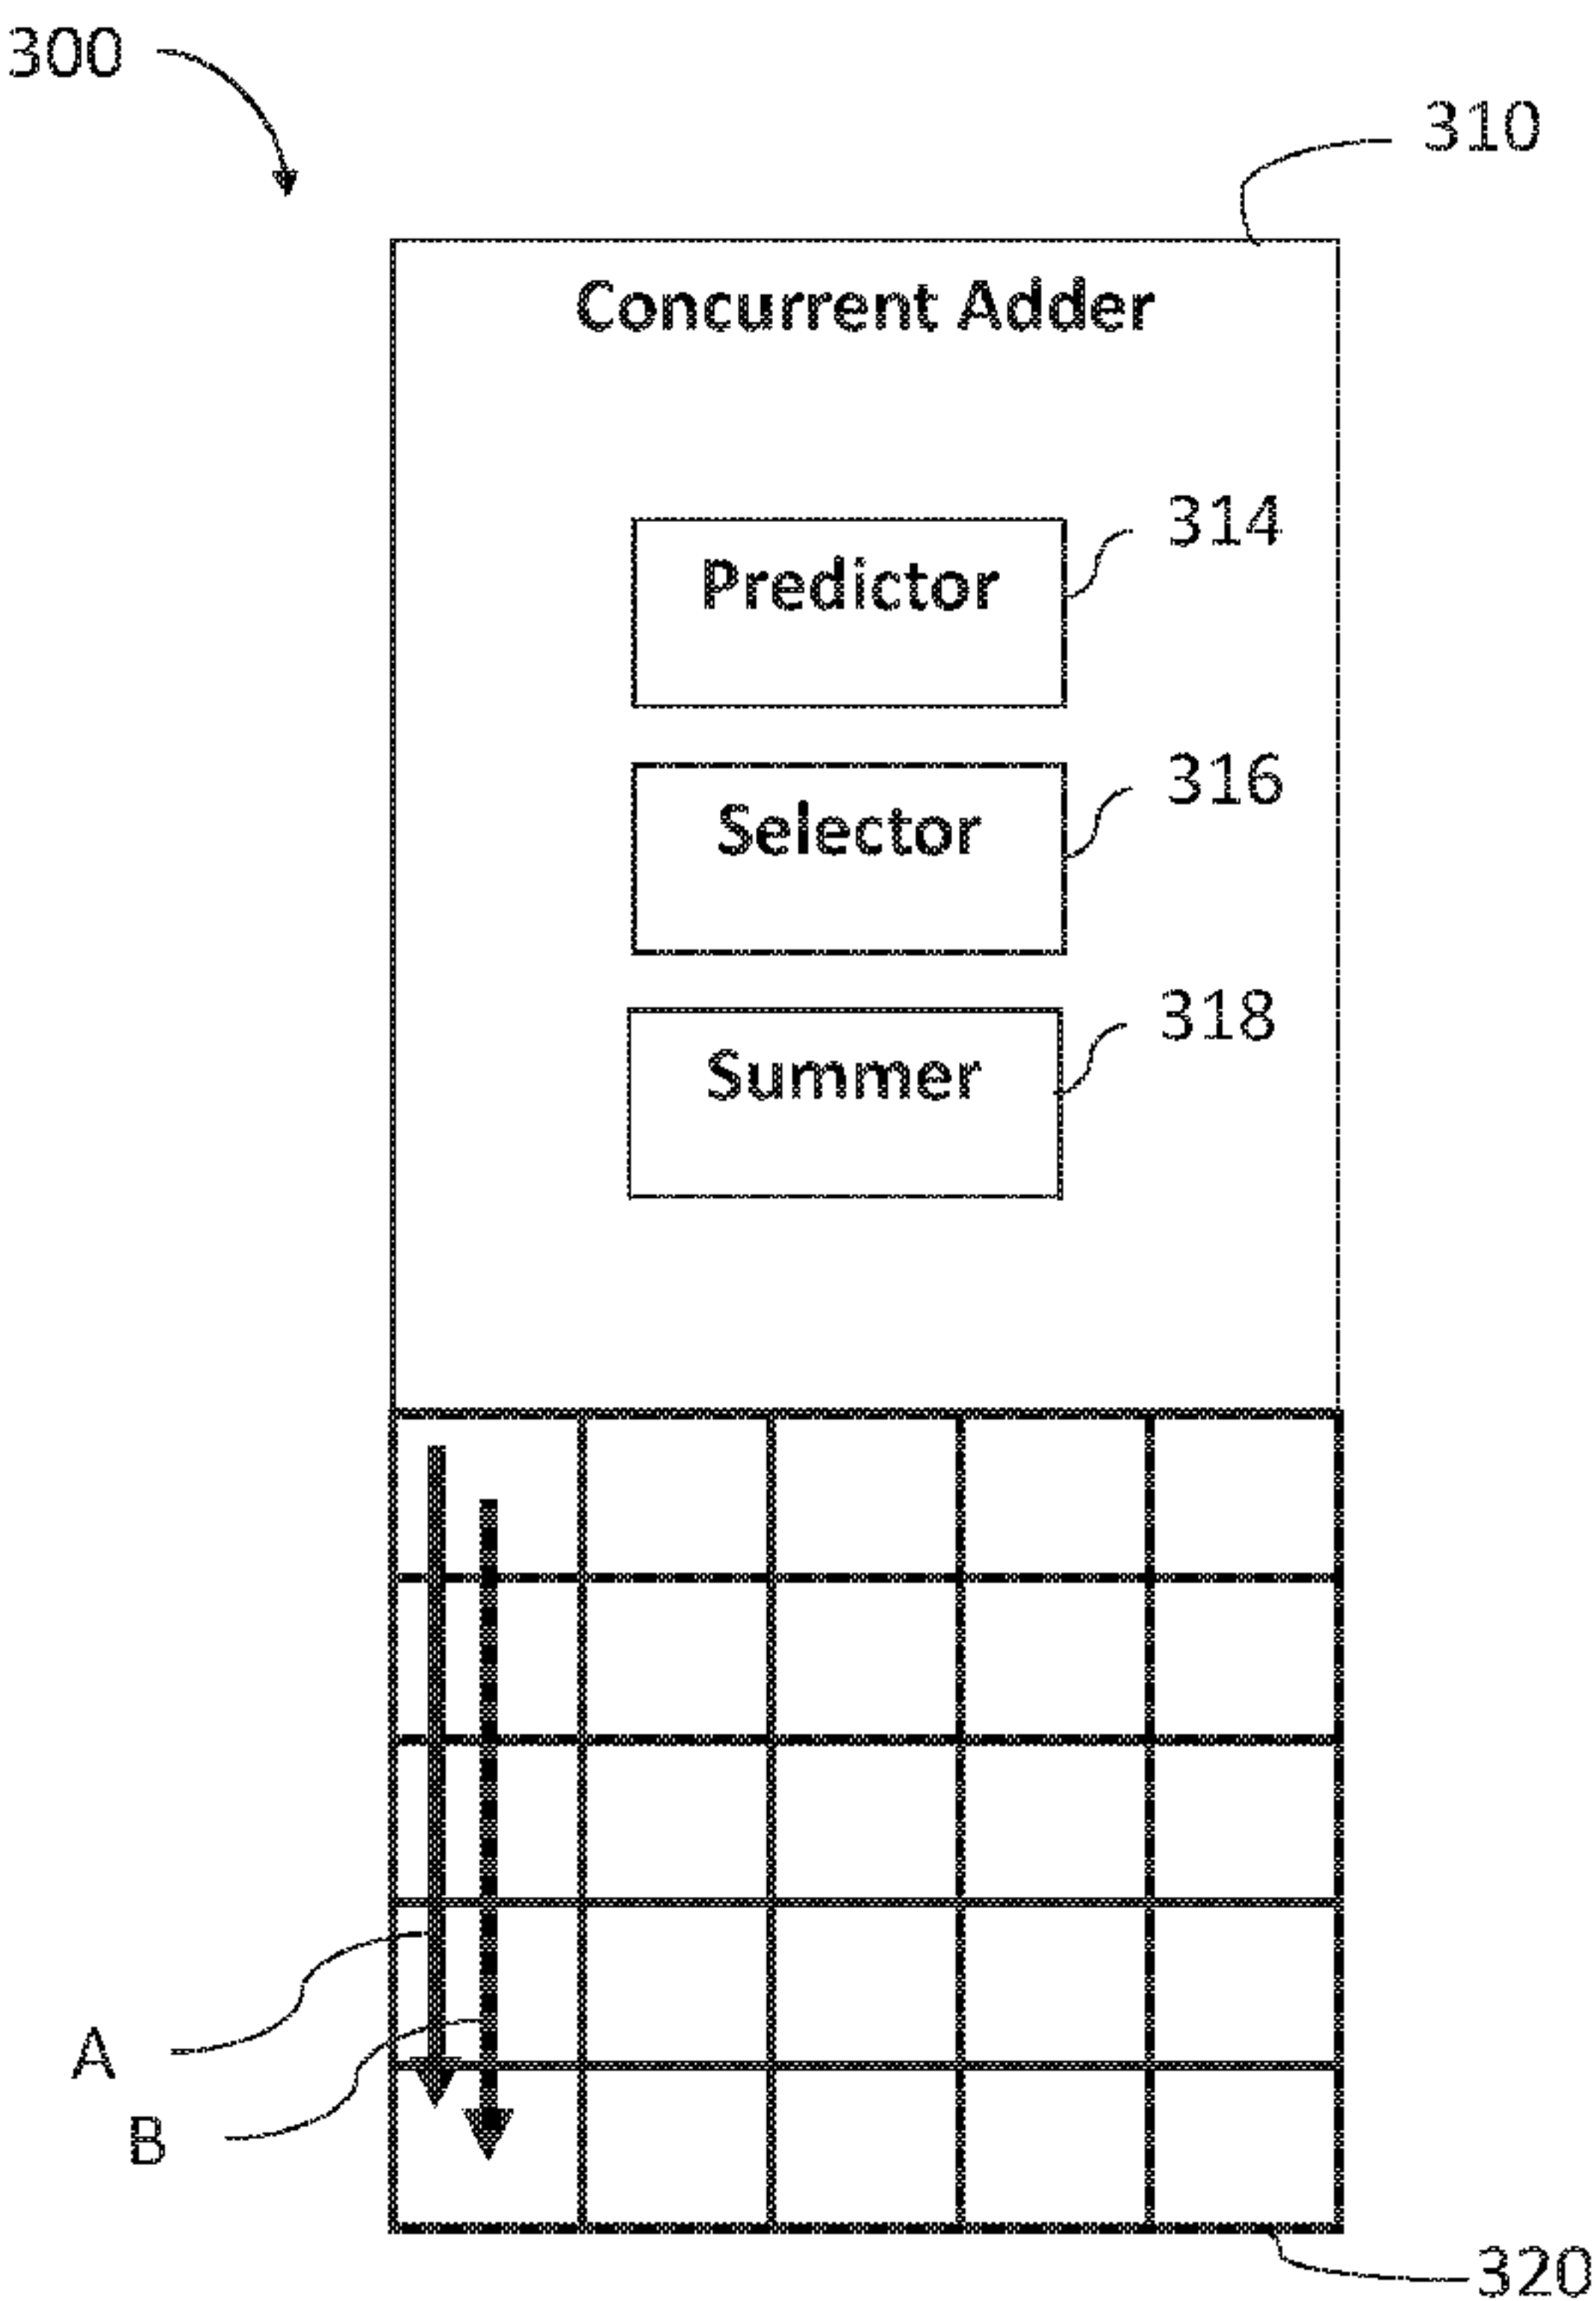 300
310
Concurrent Adder
314
Predictor
316
Selector
318
Summer
A
B
320